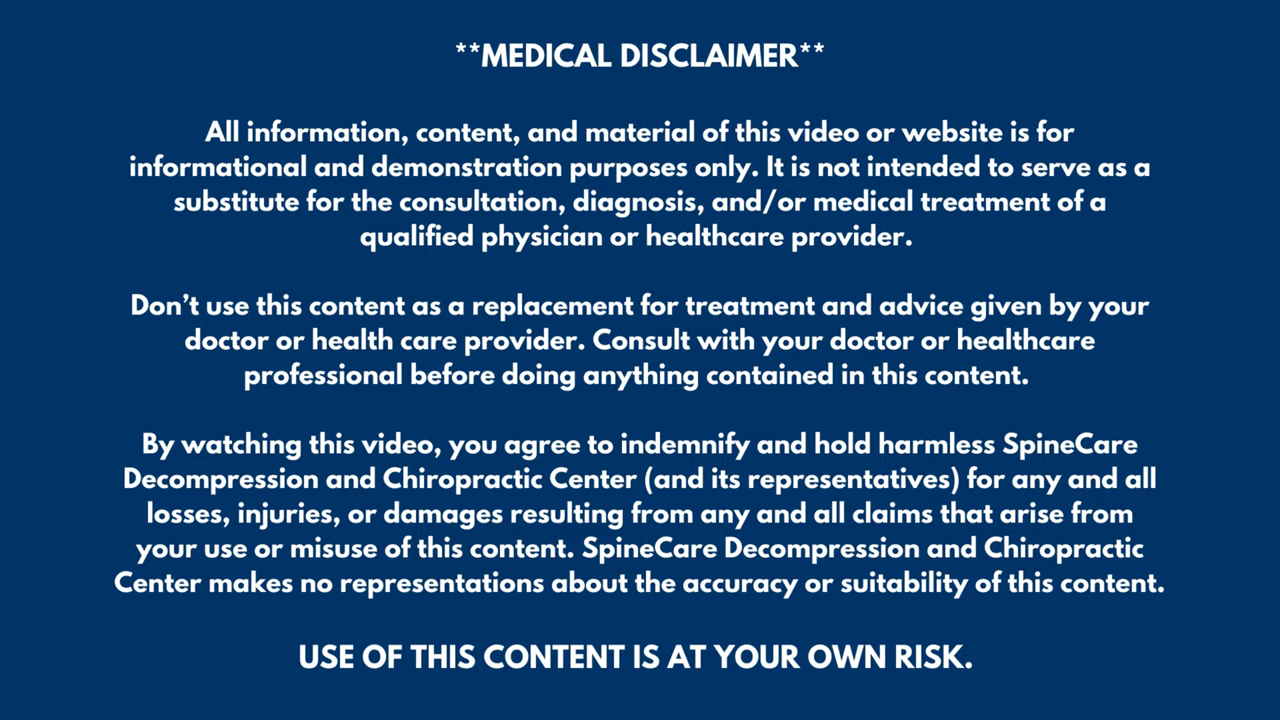 **MEDICAL DISCLAIMER**
All information, content, and material of this video or website is for
informational and demonstration purposes only. It is not intended to serve as a
substitute for the consultation, diagnosis, and/or medical treatment of a
qualified physician or healthcare provider.
Don’t use this content as a replacement for treatment and advice given by your
doctor or health care provider. Consult with your doctor or healthcare
professional before doing anything contained in this content.
By watching this video, you agree to indemnify and hold harmless SpineCare
Decompression and Chiropractic Center (and its representatives) for any and all
losses, injuries, or damages resulting from any and all claims that arise from
your use or misuse of this content. SpineCare Decompression and Chiropractic
Center makes no representations about the accuracy or suitability of this content.
USE OF THIS CONTENT IS AT YOUR OWN RISK.